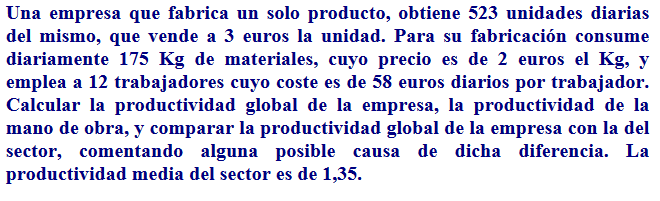 Una empresa que fabrica un solo producto, obtiene 523 unidades diarias
del mismo, que vende a 3 euros la unidad. Para su fabricación consume
diariamente 175 Kg de materiales, cuyo precio es de 2 euros el Kg, y
emplea a 12 trabajadores cuyo coste es de 58 euros diarios por trabajador.
Calcular la productividad global de la empresa, la productividad de la
mano de obra, y comparar la productividad global de la empresa con la del
sector, comentando alguna posible causa de dicha diferencia. La
productividad media del sector es de 1,35.